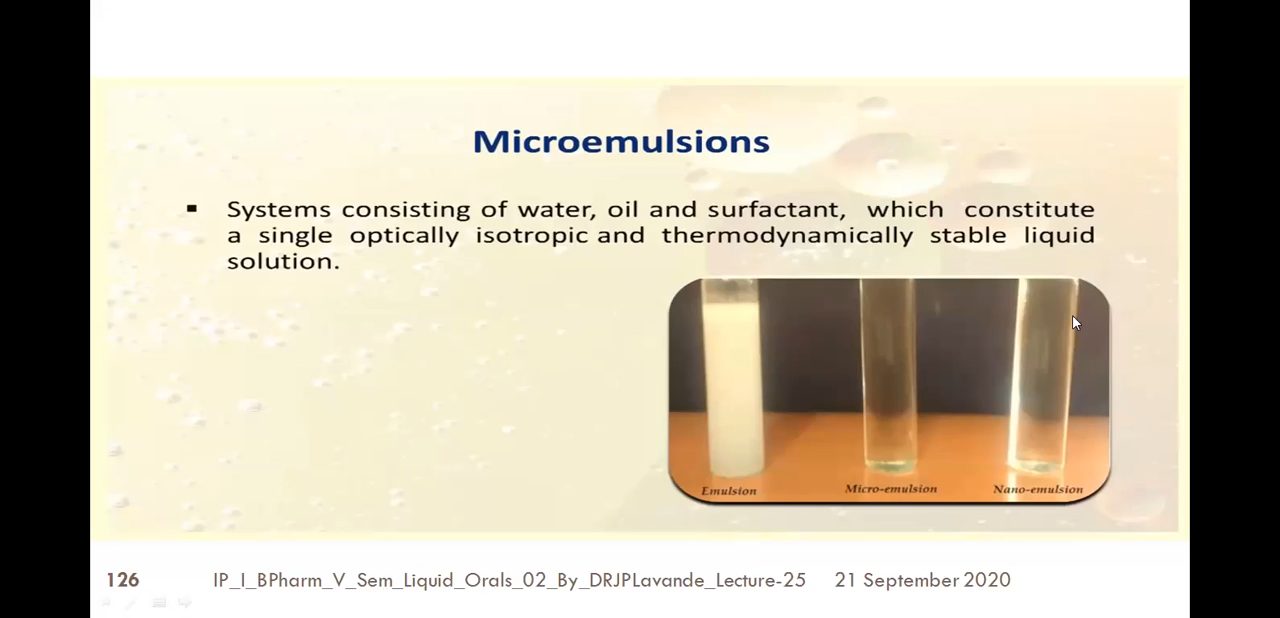 Microemulsions
▪ Systems consisting of water, oil and surfactant, which constitute
a single optically isotropic and thermodynamically stable liquid
solution.
Emulsion Micro-emulsion Nano-emulsion
126 IP_I_BPharm_V_Sem_Liquid_Orals_02_By_DRJPLavande_Lecture-25 21 September 2020